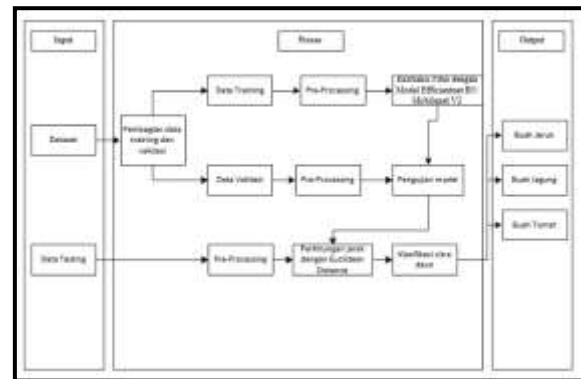 Input
Proses
Output
Data Training
Pre-Processing
Ekstraksi Fitur dengan
Model Efficientnet B0
Mobilenet V2
Dataset
Pembagian data
training dan
validasi
Buah Jeruk
Data Validasi
Pre-Processing
Pengujian model
Buah Jagung
Buah Tomat
Data Testing
Pre-Processing
Perhitungan jarak
dengan Euclidean
Distance
Klasifikasi citra
daun